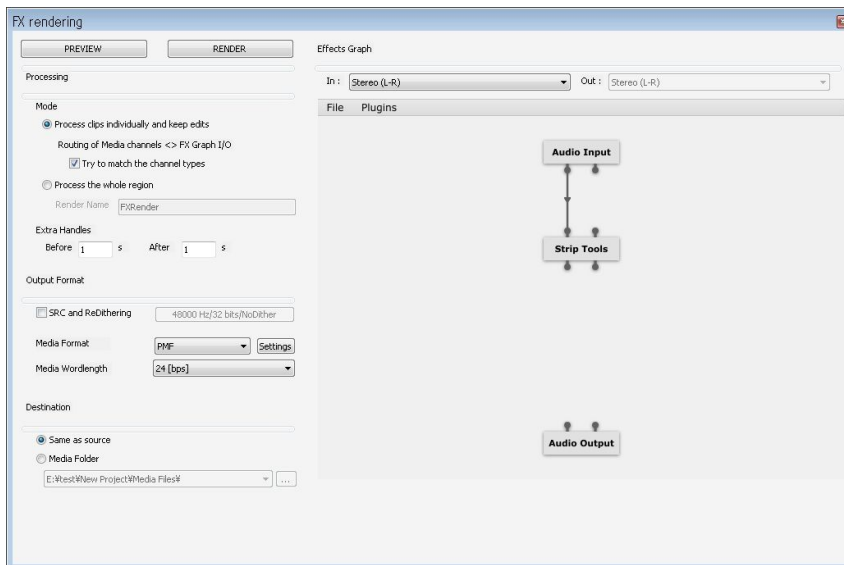 FX rendering
PREVIEW
RENDER
Processing
Mode
Process clips individually and keep edits
Routing of Media channels <> FX Graph I/O
Try to match the channel types
Process the whole region
Render Name FXRender
Extra Handles
Before 1 s After 1 s
Output Format
SRC and ReDithering 48000 Hz/32 bits/NoDither
Media Format PMF Settings
Media Wordlength 24 [bps]
Destination
Same as source
Media Folder
E:¥test¥New Project¥Media Files¥ ...
Effects Graph
In : Stereo (L-R) Out : Stereo (L-R)
File Plugins
Audio Input
Strip Tools
Audio Output